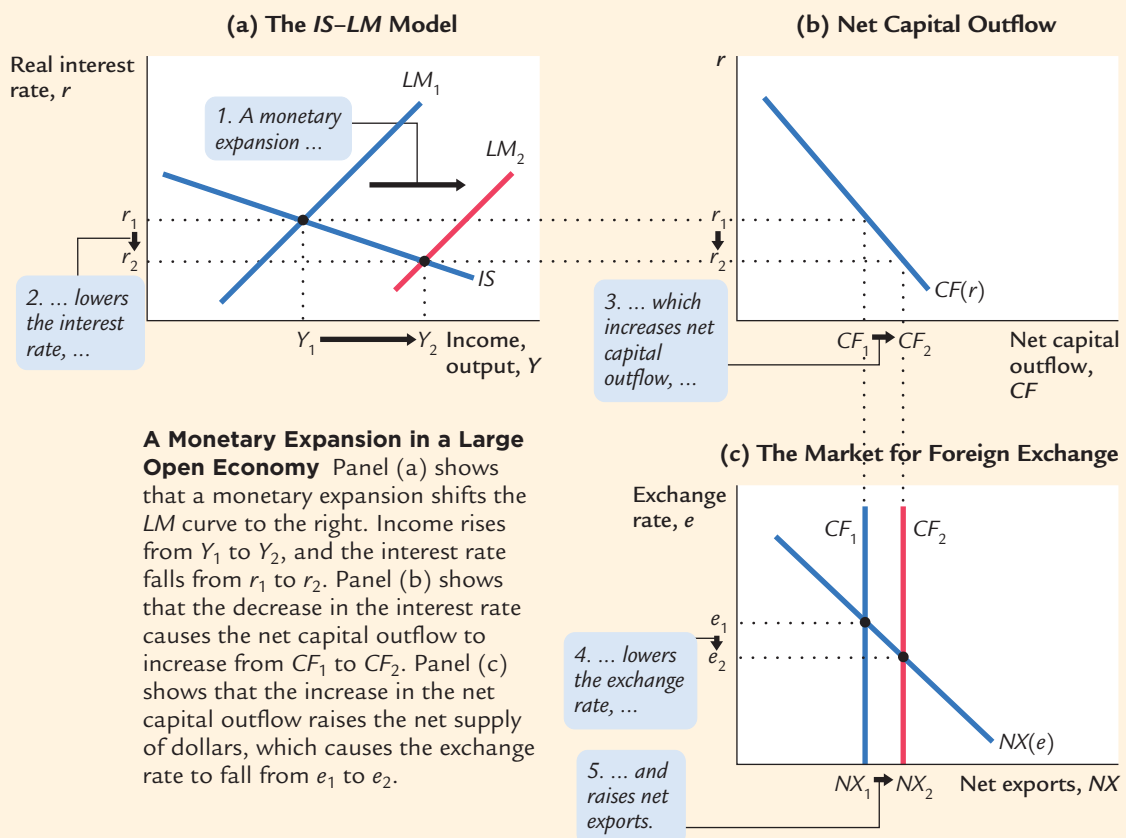 (a) The IS–LM Model
Real interest
rate, r
LM₁
1. A monetary
expansion ...
LM₂
r₁
r₂
IS
2. ... lowers
the interest
rate, ...
Y₁
Y₂
Income,
output, Y
(b) Net Capital Outflow
r
r₁
r₂
CF(r)
3. ... which
increases net
capital
outflow, ...
CF₁
CF₂
Net capital
outflow,
CF
A Monetary Expansion in a Large
Open Economy Panel (a) shows
that a monetary expansion shifts the
LM curve to the right. Income rises
from Y₁ to Y₂, and the interest rate
falls from r₁ to r₂. Panel (b) shows
that the decrease in the interest rate
causes the net capital outflow to
increase from CF₁ to CF₂. Panel (c)
shows that the increase in the net
capital outflow raises the net supply
of dollars, which causes the exchange
rate to fall from e₁ to e₂.
(c) The Market for Foreign Exchange
Exchange
rate, e
CF₁
CF₂
e₁
e₂
4. ... lowers
the exchange
rate, ...
NX(e)
5. ... and
raises net
exports.
NX₁
NX₂
Net exports, NX